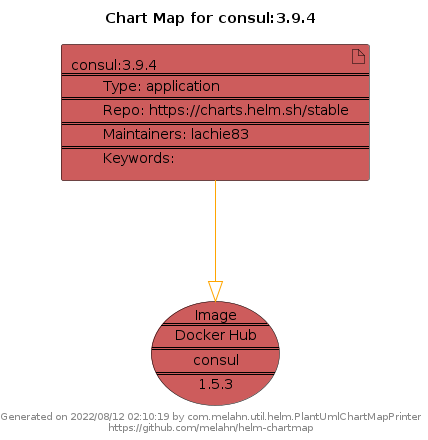 Chart Map for consul:3.9.4
consul:3.9.4
Type: application
Repo: https://charts.helm.sh/stable
Maintainers: lachie83
Keywords:
Image
Docker Hub
consul
1.5.3
Generated on 2022/08/12 02:10:19 by com.melahn.util.helm.PlantUmlChartMapPrinter
https://github.com/melahn/helm-chartmap